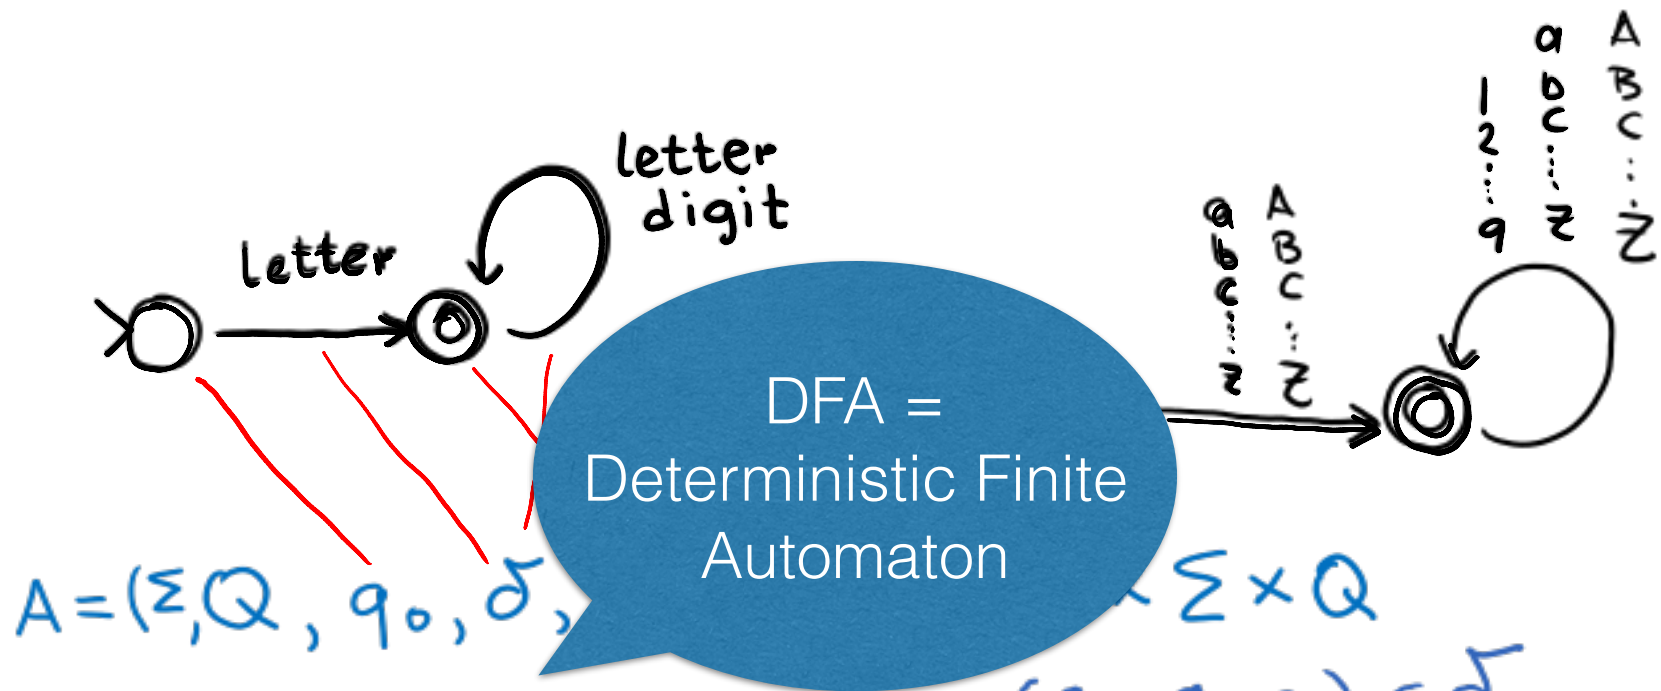 letter
digit
letter
a A
b B
c C
..... ...
z Z
1 a A
2 b B
..... c C
9 ..... ...
z Z
DFA =
Deterministic Finite
Automaton
A = (Σ, Q, q₀, δ,
× Σ × Q